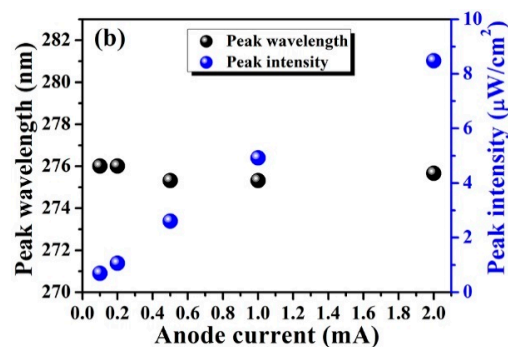 (b)
Peak wavelength
Peak intensity
Peak wavelength (nm)
282
280
278
276
274
272
270
Peak intensity (μW/cm²)
10
8
6
4
2
0
0.0 0.2 0.4 0.6 0.8 1.0 1.2 1.4 1.6 1.8 2.0
Anode current (mA)